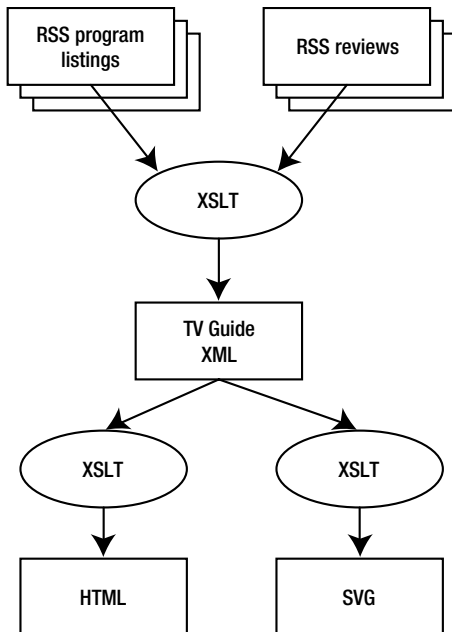 RSS program
listings
RSS reviews
XSLT
TV Guide
XML
XSLT
XSLT
HTML
SVG